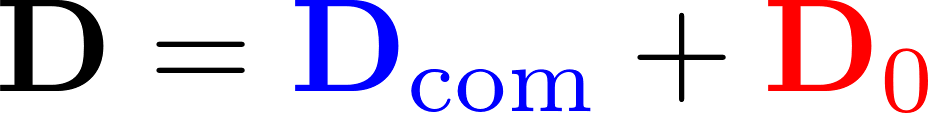 D = D_com + D_0